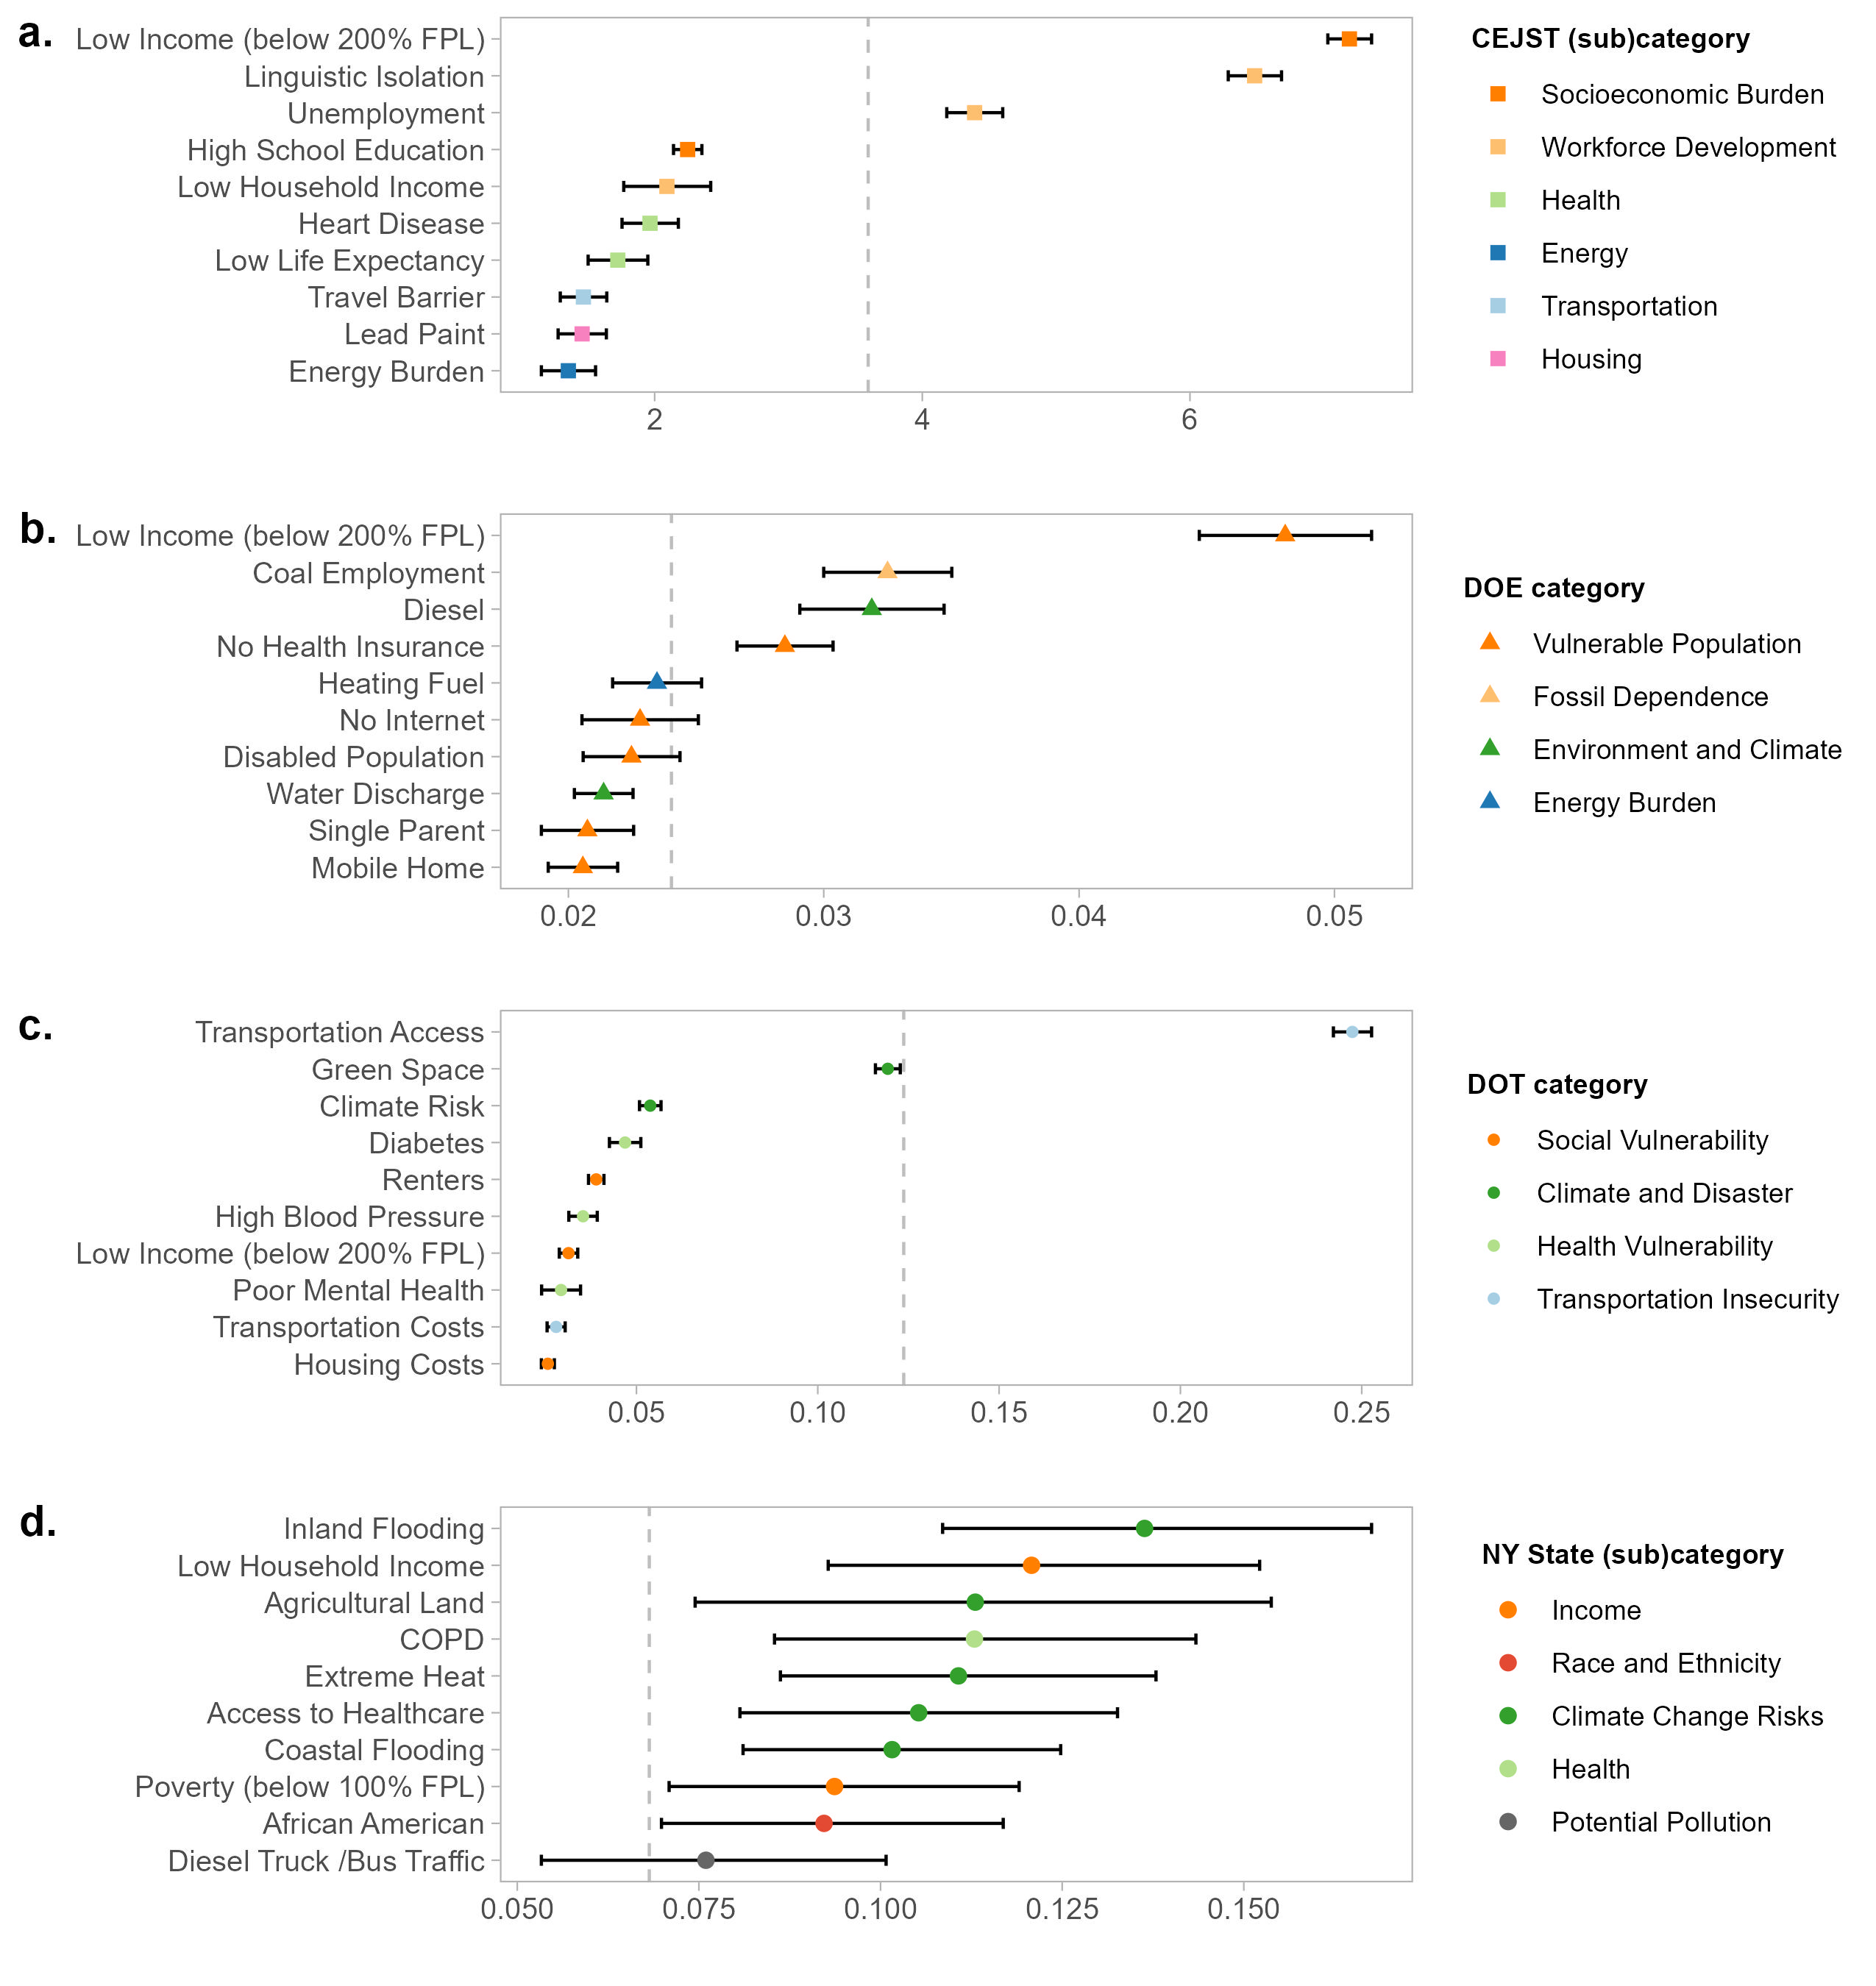 a.
Low Income (below 200% FPL)
Linguistic Isolation
Unemployment
High School Education
Low Household Income
Heart Disease
Low Life Expectancy
Travel Barrier
Lead Paint
Energy Burden
2 4 6
CEJST (sub)category
Socioeconomic Burden
Workforce Development
Health
Energy
Transportation
Housing
b.
Low Income (below 200% FPL)
Coal Employment
Diesel
No Health Insurance
Heating Fuel
No Internet
Disabled Population
Water Discharge
Single Parent
Mobile Home
0.02 0.03 0.04 0.05
DOE category
Vulnerable Population
Fossil Dependence
Environment and Climate
Energy Burden
c.
Transportation Access
Green Space
Climate Risk
Diabetes
Renters
High Blood Pressure
Low Income (below 200% FPL)
Poor Mental Health
Transportation Costs
Housing Costs
0.05 0.10 0.15 0.20 0.25
DOT category
Social Vulnerability
Climate and Disaster
Health Vulnerability
Transportation Insecurity
d.
Inland Flooding
Low Household Income
Agricultural Land
COPD
Extreme Heat
Access to Healthcare
Coastal Flooding
Poverty (below 100% FPL)
African American
Diesel Truck /Bus Traffic
0.050 0.075 0.100 0.125 0.150
NY State (sub)category
Income
Race and Ethnicity
Climate Change Risks
Health
Potential Pollution